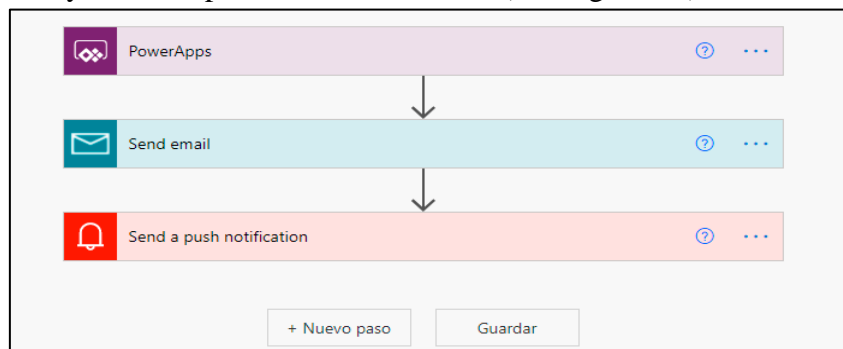 PowerApps
?
...
Send email
?
...
Send a push notification
?
...
+ Nuevo paso
Guardar